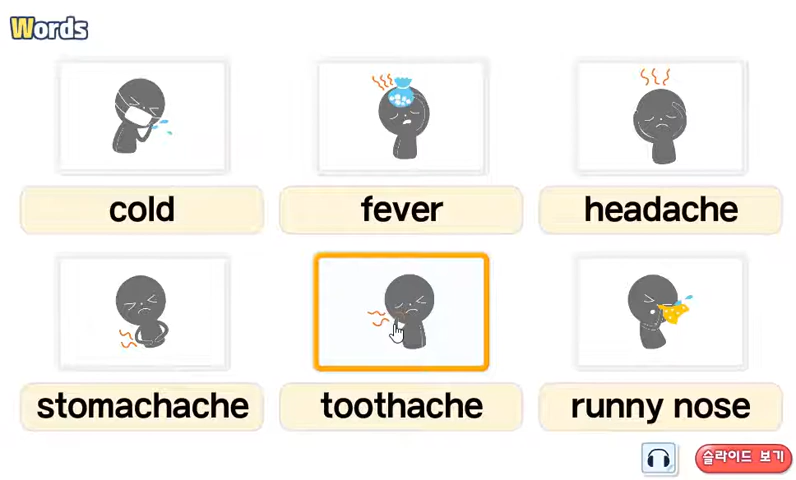 Words
cold
fever
headache
stomachache
toothache
runny nose
슬라이드 보기